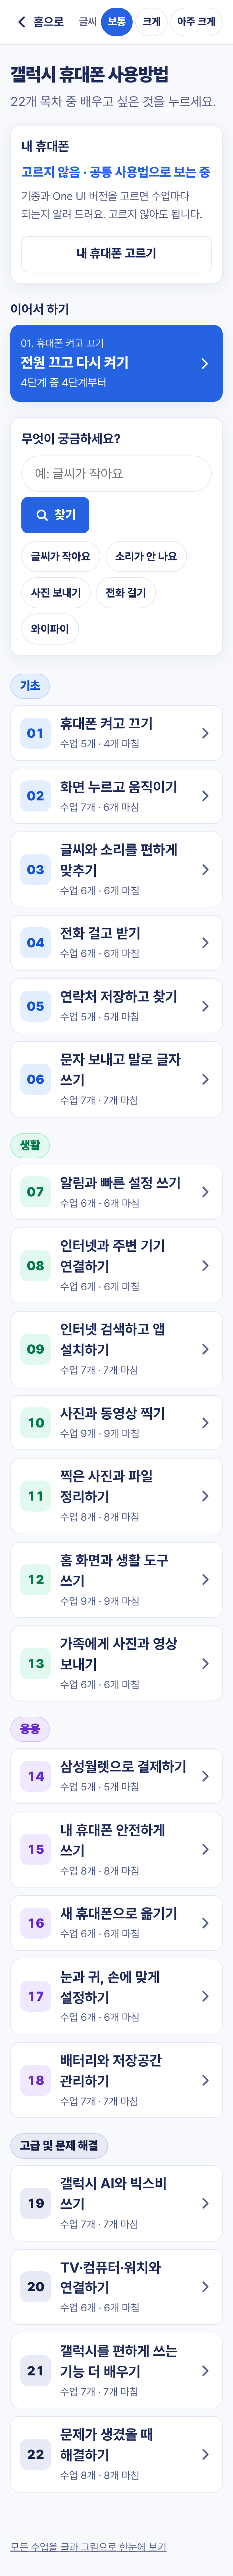 홈으로 글씨 보통 크게 아주 크게
갤럭시 휴대폰 사용방법
22개 목차 중 배우고 싶은 것을 누르세요.
내 휴대폰
고르지 않음 · 공통 사용법으로 보는 중
기종과 One UI 버전을 고르면 수업마다
되는지 알려 드려요. 고르지 않아도 됩니다.
내 휴대폰 고르기
이어서 하기
01. 휴대폰 켜고 끄기
전원 끄고 다시 켜기
4단계 중 4단계부터
무엇이 궁금하세요?
예: 글씨가 작아요
찾기
글씨가 작아요 소리가 안 나요
사진 보내기 전화 걸기
와이파이
기초
01 휴대폰 켜고 끄기
수업 5개 · 4개 마침
02 화면 누르고 움직이기
수업 7개 · 6개 마침
03 글씨와 소리를 편하게
맞추기
수업 6개 · 6개 마침
04 전화 걸고 받기
수업 6개 · 6개 마침
05 연락처 저장하고 찾기
수업 5개 · 5개 마침
06 문자 보내고 말로 글자
쓰기
수업 7개 · 7개 마침
생활
07 알림과 빠른 설정 쓰기
수업 6개 · 6개 마침
08 인터넷과 주변 기기
연결하기
수업 6개 · 6개 마침
09 인터넷 검색하고 앱
설치하기
수업 7개 · 7개 마침
10 사진과 동영상 찍기
수업 9개 · 9개 마침
11 찍은 사진과 파일
정리하기
수업 8개 · 8개 마침
12 홈 화면과 생활 도구
쓰기
수업 9개 · 9개 마침
13 가족에게 사진과 영상
보내기
수업 6개 · 6개 마침
응용
14 삼성월렛으로 결제하기
수업 5개 · 5개 마침
15 내 휴대폰 안전하게
쓰기
수업 8개 · 8개 마침
16 새 휴대폰으로 옮기기
수업 6개 · 6개 마침
17 눈과 귀, 손에 맞게
설정하기
수업 6개 · 6개 마침
18 배터리와 저장공간
관리하기
수업 7개 · 7개 마침
고급 및 문제 해결
19 갤럭시 AI와 빅스비
쓰기
수업 7개 · 7개 마침
20 TV·컴퓨터·워치와
연결하기
수업 6개 · 6개 마침
21 갤럭시를 편하게 쓰는
기능 더 배우기
수업 7개 · 7개 마침
22 문제가 생겼을 때
해결하기
수업 8개 · 8개 마침
모든 수업을 글과 그림으로 한눈에 보기